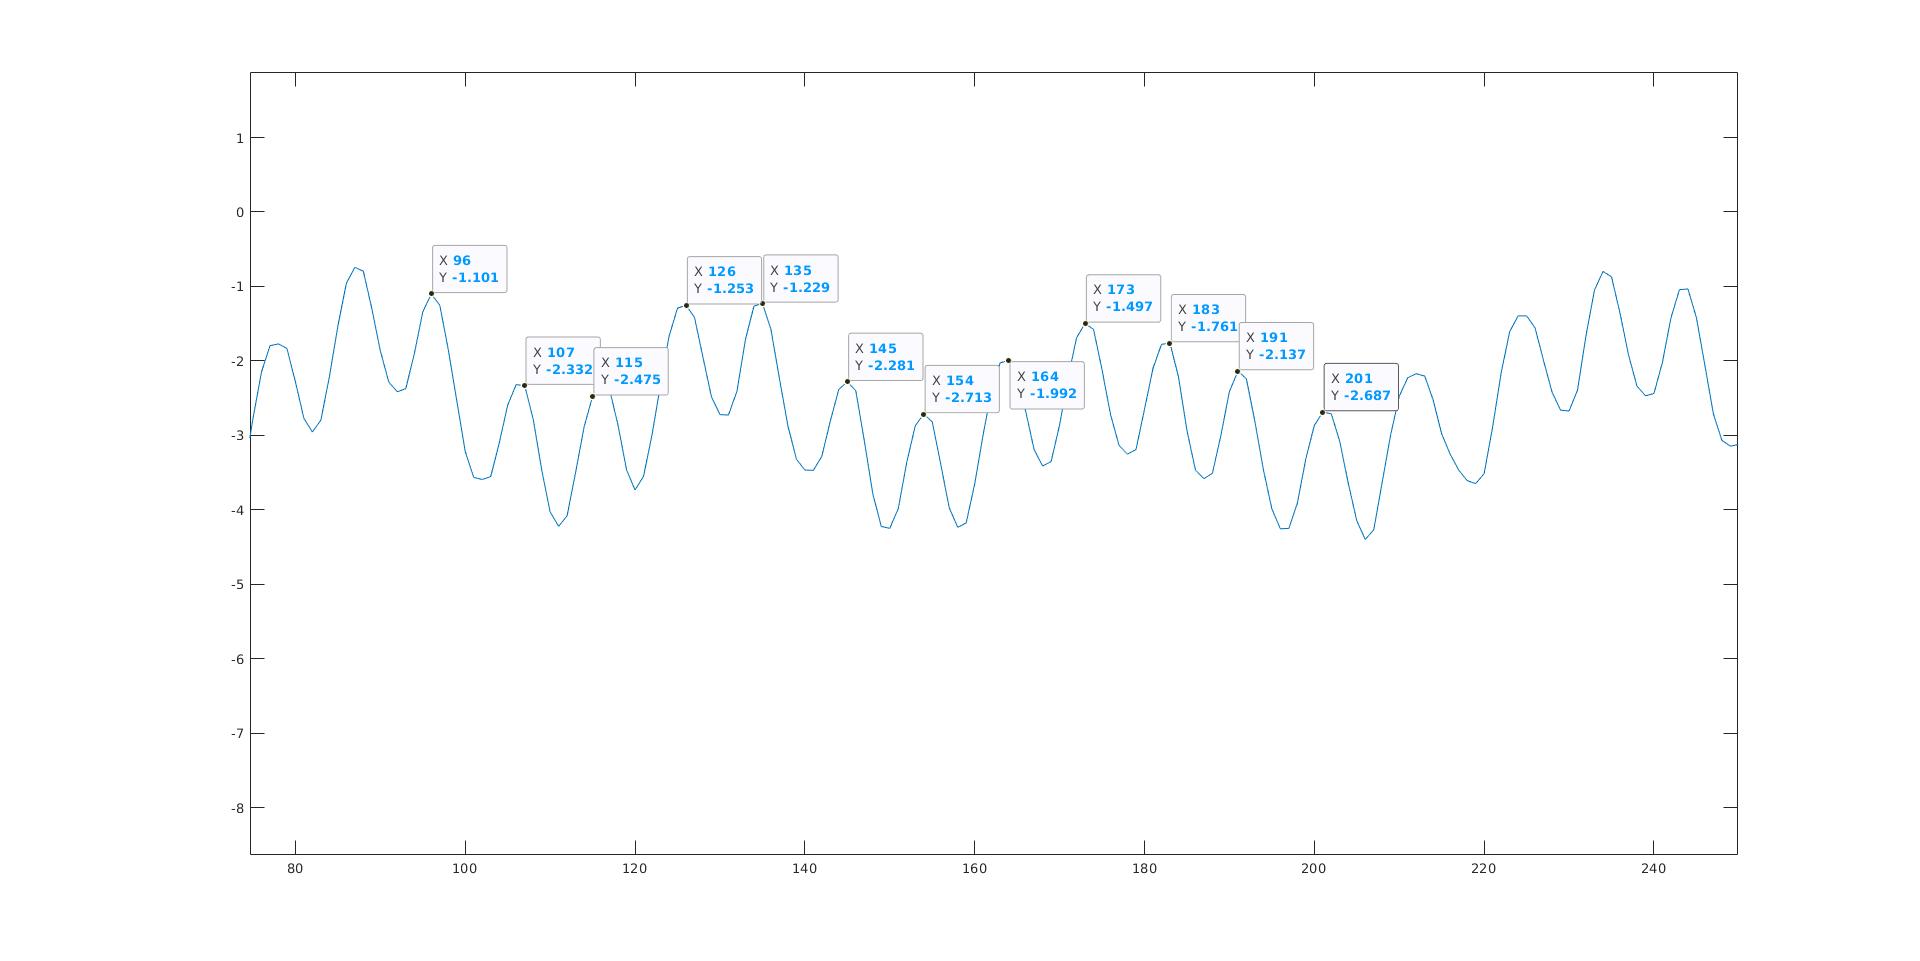 1
0
-1
-2
-3
-4
-5
-6
-7
-8
X 96
Y -1.101
X 107
Y -2.332
X 115
Y -2.475
X 126
Y -1.253
X 135
Y -1.229
X 145
Y -2.281
X 154
Y -2.713
X 164
Y -1.992
X 173
Y -1.497
X 183
Y -1.761
X 191
Y -2.137
X 201
Y -2.687
80 100 120 140 160 180 200 220 240